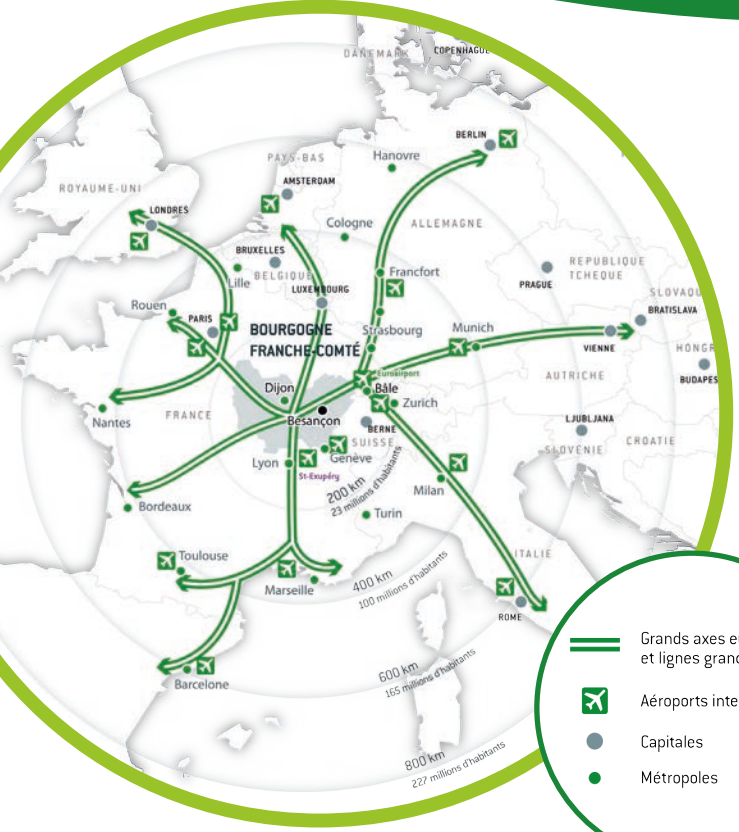 DANEMARK
COPENHAGUE
BERLIN
PAYS-BAS
Hanovre
AMSTERDAM
ROYAUME-UNI
LONDRES
Cologne
ALLEMAGNE
BRUXELLES
BELGIQUE
REPUBLIQUE
TCHEQUE
Lille
Francfort
PRAGUE
LUXEMBOURG
SLOVAQU
Rouen
PARIS
BOURGOGNE
FRANCHE-COMTÉ
Strasbourg
Munich
BRATISLAVA
VIENNE
HONGR
Euroairport
AUTRICHE
BUDAPES
Dijon
Bâle
Zurich
Nantes
FRANCE
Besançon
BERNE
SUISSE
LJUBLJANA
SLOVÉNIE
CROATIE
Lyon
Genève
St-Exupéry
200 km
23 millions d'habitants
Milan
Bordeaux
Turin
Toulouse
ITALIE
Marseille
400 km
100 millions d'habitants
ROME
Barcelone
600 km
165 millions d'habitants
800 km
227 millions d'habitants
Grands axes e
et lignes grand
Aéroports inte
Capitales
Métropoles